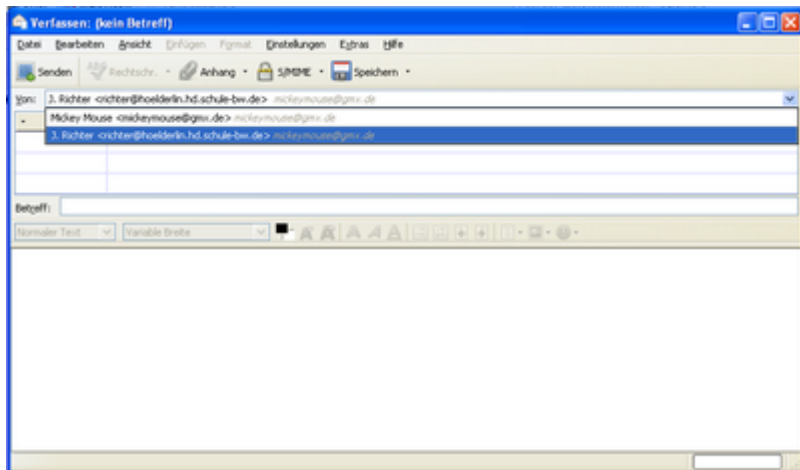 Verfassen: (kein Betreff)
Datei Bearbeiten Ansicht Einfügen Format Einstellungen Extras Hilfe
Senden Rechtschr. Anhang S/MIME Speichern
Von: J. Richter <richter@hoelderlin.hd.schule-bw.de> mickeymouse@gmx.de
Mickey Mouse <mickeymouse@gmx.de> mickeymouse@gmx.de
J. Richter <richter@hoelderlin.hd.schule-bw.de> mickeymouse@gmx.de
Betreff:
Normaler Text Variable Breite